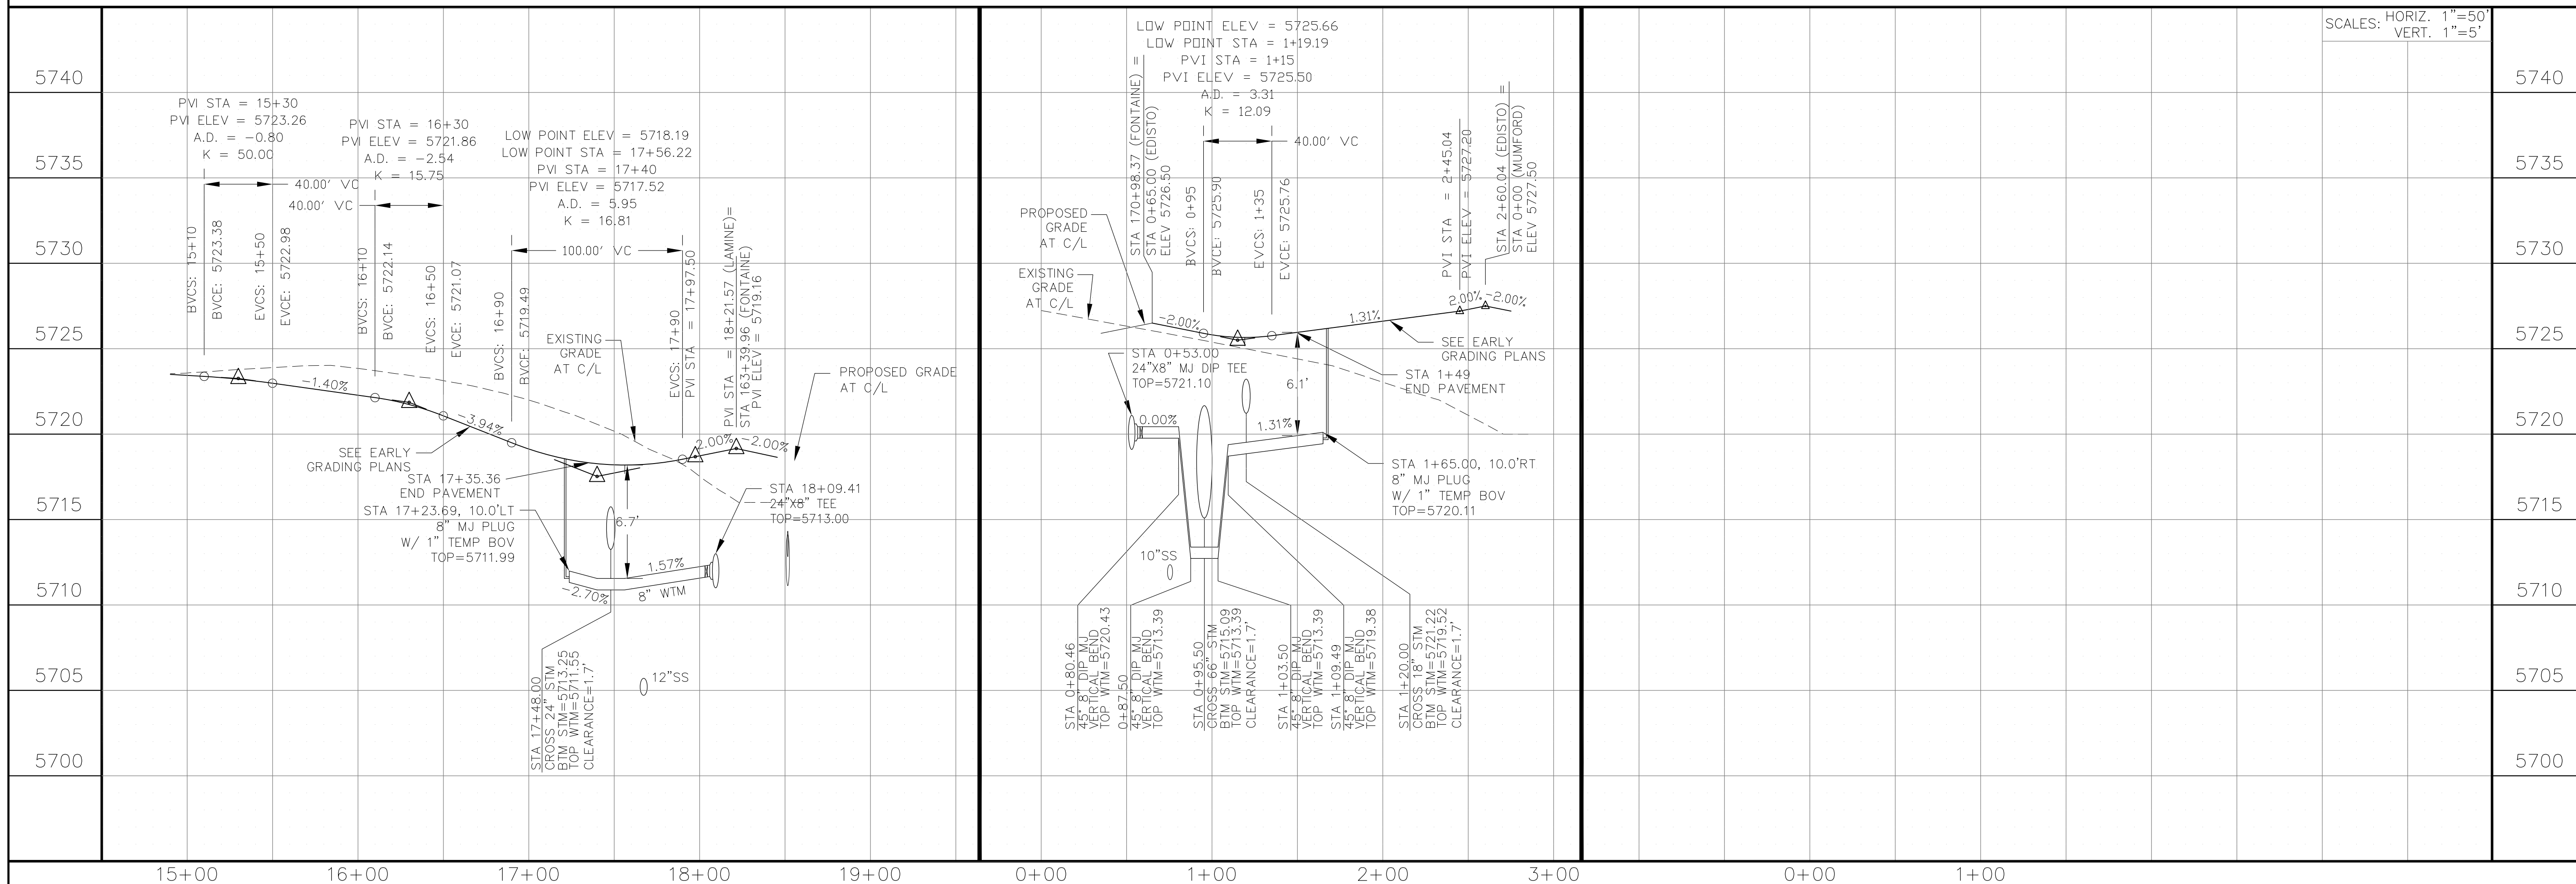 SCALES: HORIZ. 1"=50'
VERT. 1"=5'
5740
5735
5730
5725
5720
5715
5710
5705
5700
PVI STA = 15+30
PVI ELEV = 5723.26
A.D. = -0.80
K = 50.00
40.00' VC
BVCS: 15+10
BVCE: 5723.38
EVCS: 15+50
EVCE: 5722.98
PVI STA = 16+30
PVI ELEV = 5721.86
A.D. = -2.54
K = 15.75
40.00' VC
BVCS: 16+10
BVCE: 5722.14
EVCS: 16+50
EVCE: 5721.07
LOW POINT ELEV = 5718.19
LOW POINT STA = 17+56.22
PVI STA = 17+40
PVI ELEV = 5717.52
A.D. = 5.95
K = 16.81
100.00' VC
BVCS: 16+90
BVCE: 5719.49
EVCS: 17+90
PVI STA = 17+97.50
PVI STA = 18+21.57 (LAMINE)=
STA 163+39.96 (FONTAINE)
PVI ELEV = 5719.16
EXISTING
GRADE
AT C/L
PROPOSED GRADE
AT C/L
-1.40%
-3.94%
2.00%
-2.00%
SEE EARLY
GRADING PLANS
STA 17+35.36
END PAVEMENT
STA 17+23.69, 10.0'LT
8" MJ PLUG
W/ 1" TEMP BOV
TOP=5711.99
6.7'
STA 18+09.41
24"X8" TEE
TOP=5713.00
1.57%
-2.70%
8" WTM
12"SS
STA 17+48.00
CROSS 24" STM
BTM STM=5713.25
TOP WTM=5711.55
CLEARANCE=1.7'
15+00
16+00
17+00
18+00
19+00
LOW POINT ELEV = 5725.66
LOW POINT STA = 1+19.19
PVI STA = 1+15
PVI ELEV = 5725.50
A.D. = 3.31
K = 12.09
40.00' VC
STA 170+98.37 (FONTAINE) =
STA 0+65.00 (EDISTO)
ELEV 5726.50
BVCS: 0+95
BVCE: 5725.90
EVCS: 1+35
EVCE: 5725.76
PVI STA = 2+45.04
PVI ELEV = 5727.20
STA 2+60.04 (EDISTO) =
STA 0+00 (MUMFORD)
ELEV 5727.50
PROPOSED
GRADE
AT C/L
EXISTING
GRADE
AT C/L
-2.00%
1.31%
2.00%
-2.00%
SEE EARLY
GRADING PLANS
STA 1+49
END PAVEMENT
STA 0+53.00
24"X8" MJ DIP TEE
TOP=5721.10
0.00%
6.1'
1.31%
STA 1+65.00, 10.0'RT
8" MJ PLUG
W/ 1" TEMP BOV
TOP=5720.11
10"SS
STA 0+80.46
45° 8" DIP MJ
VERTICAL BEND
TOP WTM=5720.43
0+87.50
45° 8" DIP MJ
VERTICAL BEND
TOP WTM=5713.39
STA 0+95.50
CROSS 66" STM
BTM STM=5715.09
TOP WTM=5713.39
CLEARANCE=1.7'
STA 1+03.50
45° 8" DIP MJ
VERTICAL BEND
TOP WTM=5713.39
STA 1+09.49
45° 8" DIP MJ
VERTICAL BEND
TOP WTM=5719.38
STA 1+20.00
CROSS 18" STM
BTM STM=5721.22
TOP WTM=5719.52
CLEARANCE=1.7'
0+00
1+00
2+00
3+00
0+00
1+00
5740
5735
5730
5725
5720
5715
5710
5705
5700